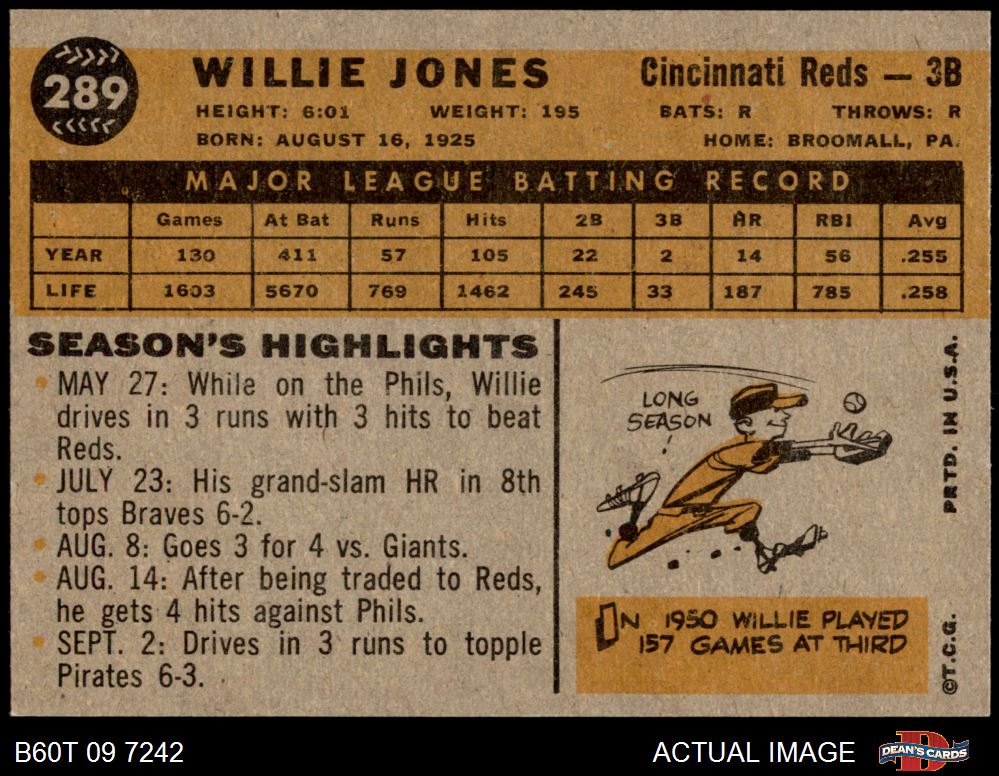 289
WILLIE JONES
Cincinnati Reds — 3B
HEIGHT: 6:01 WEIGHT: 195 BATS: R THROWS: R
BORN: AUGUST 16, 1925 HOME: BROOMALL, PA.
MAJOR LEAGUE BATTING RECORD
Games At Bat Runs Hits 2B 3B HR RBI Avg
YEAR 130 411 57 105 22 2 14 56 .255
LIFE 1603 5670 769 1462 245 33 187 785 .258
SEASON'S HIGHLIGHTS
• MAY 27: While on the Phils, Willie
drives in 3 runs with 3 hits to beat
Reds.
• JULY 23: His grand-slam HR in 8th
tops Braves 6-2.
• AUG. 8: Goes 3 for 4 vs. Giants.
• AUG. 14: After being traded to Reds,
he gets 4 hits against Phils.
• SEPT. 2: Drives in 3 runs to topple
Pirates 6-3.
LONG
SEASON
IN 1950 WILLIE PLAYED
157 GAMES AT THIRD
©T.C.G. PRTD. IN U.S.A.
B60T 09 7242
ACTUAL IMAGE
D
DEAN'S CARDS